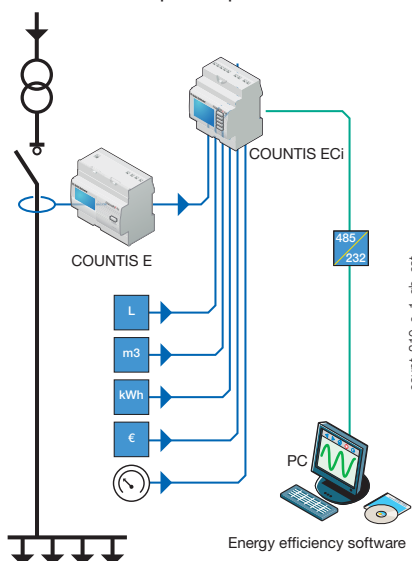 COUNTIS ECi
COUNTIS E
485
232
L
m3
kWh
€
PC
Energy efficiency software